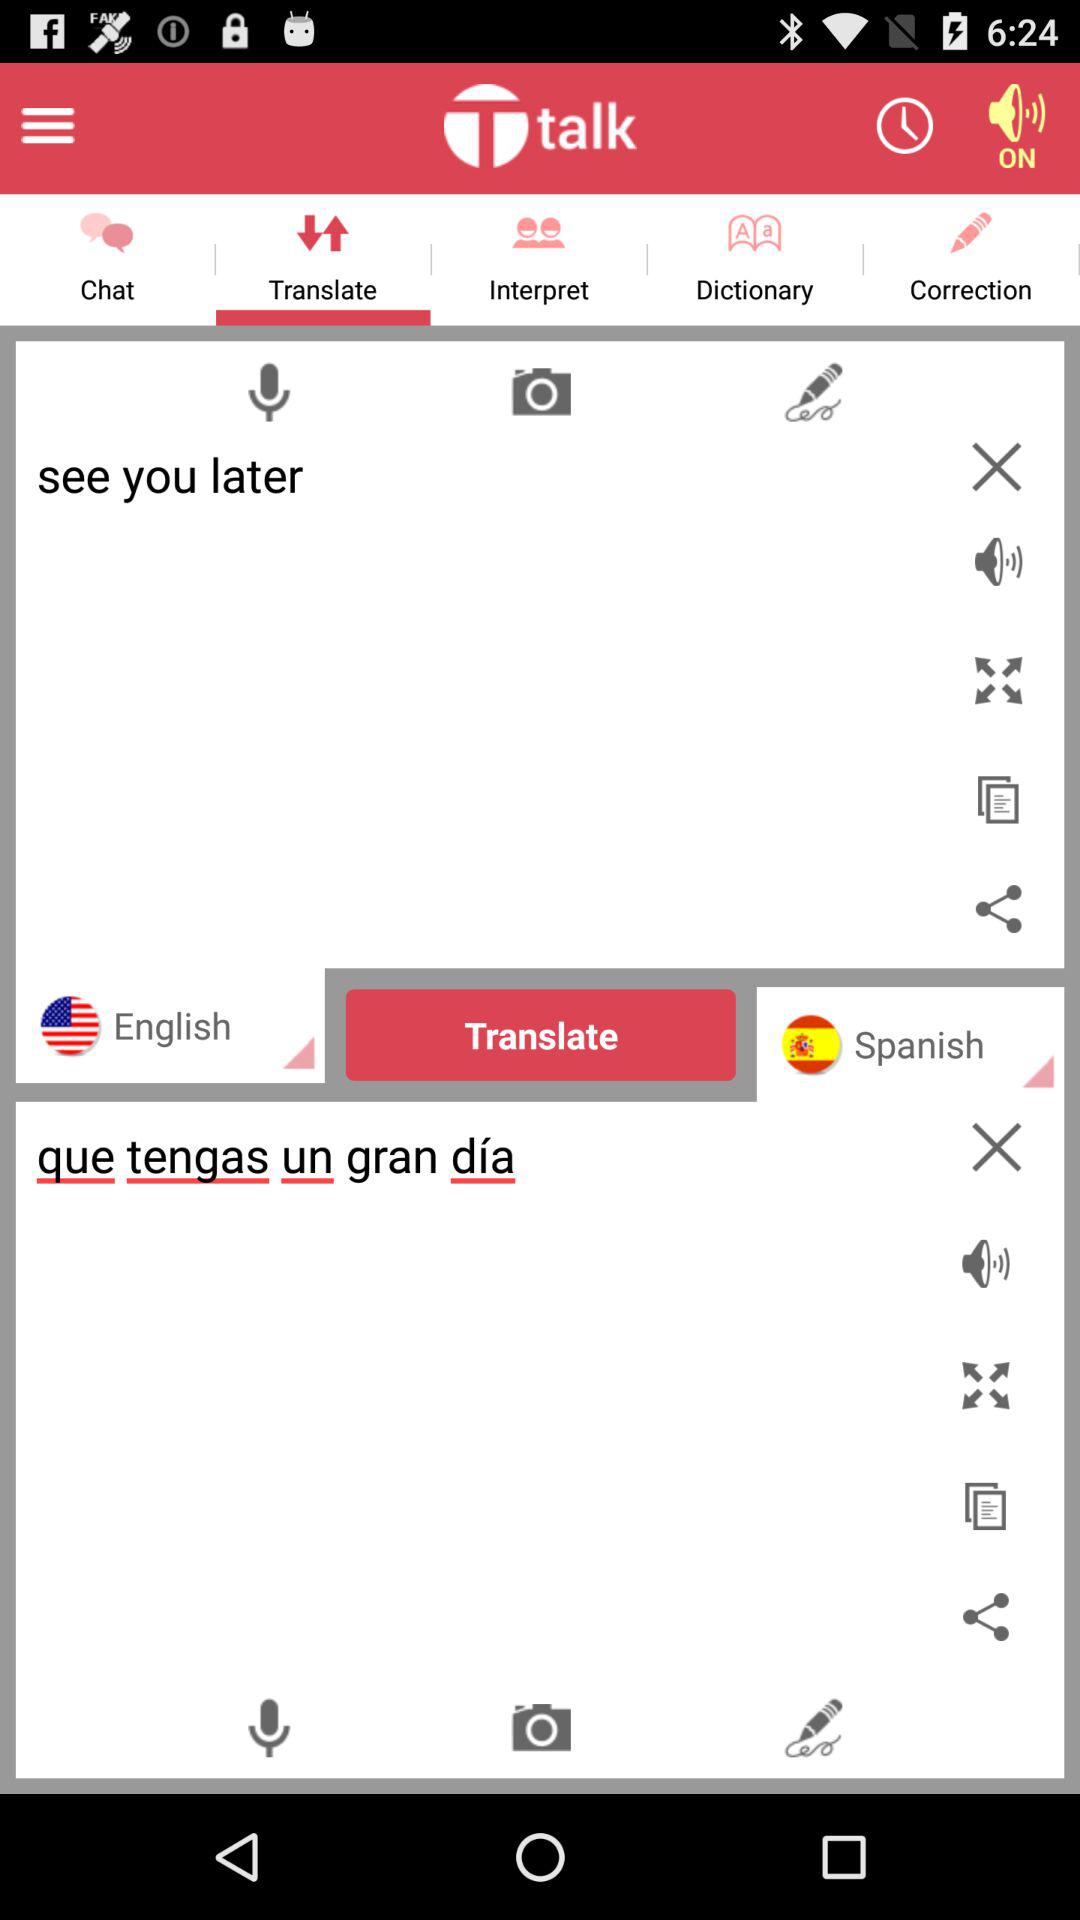 FAK
6:24
talk
ON
Chat
Translate
Interpret
A a
Dictionary
Correction
see you later
English
Translate
Spanish
que tengas un gran día